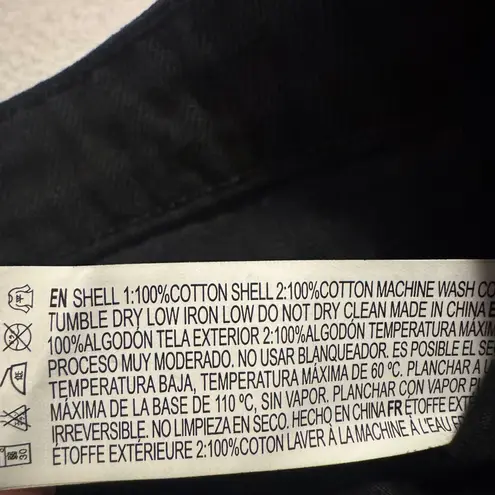 EN SHELL 1:100%COTTON SHELL 2:100%COTTON MACHINE WASH
TUMBLE DRY LOW IRON LOW DO NOT DRY CLEAN MADE IN CHINA
100%ALGODÓN TELA EXTERIOR 2:100%ALGODÓN TEMPERATURA
PROCESO MUY MODERADO. NO USAR BLANQUEADOR. ES POSIBLE EL
TEMPERATURA BAJA, TEMPERATURA MÁXIMA DE 60 ºC. PLANCHAR A
MÁXIMA DE LA BASE DE 110 ºC, SIN VAPOR. PLANCHAR CON VAPOR
IRREVERSIBLE. NO LIMPIEZA EN SECO. HECHO EN CHINA FR ÉTOFFE
ÉTOFFE EXTÉRIEURE 2:100%COTON LAVER À LA MACHINE À L'EAU
30